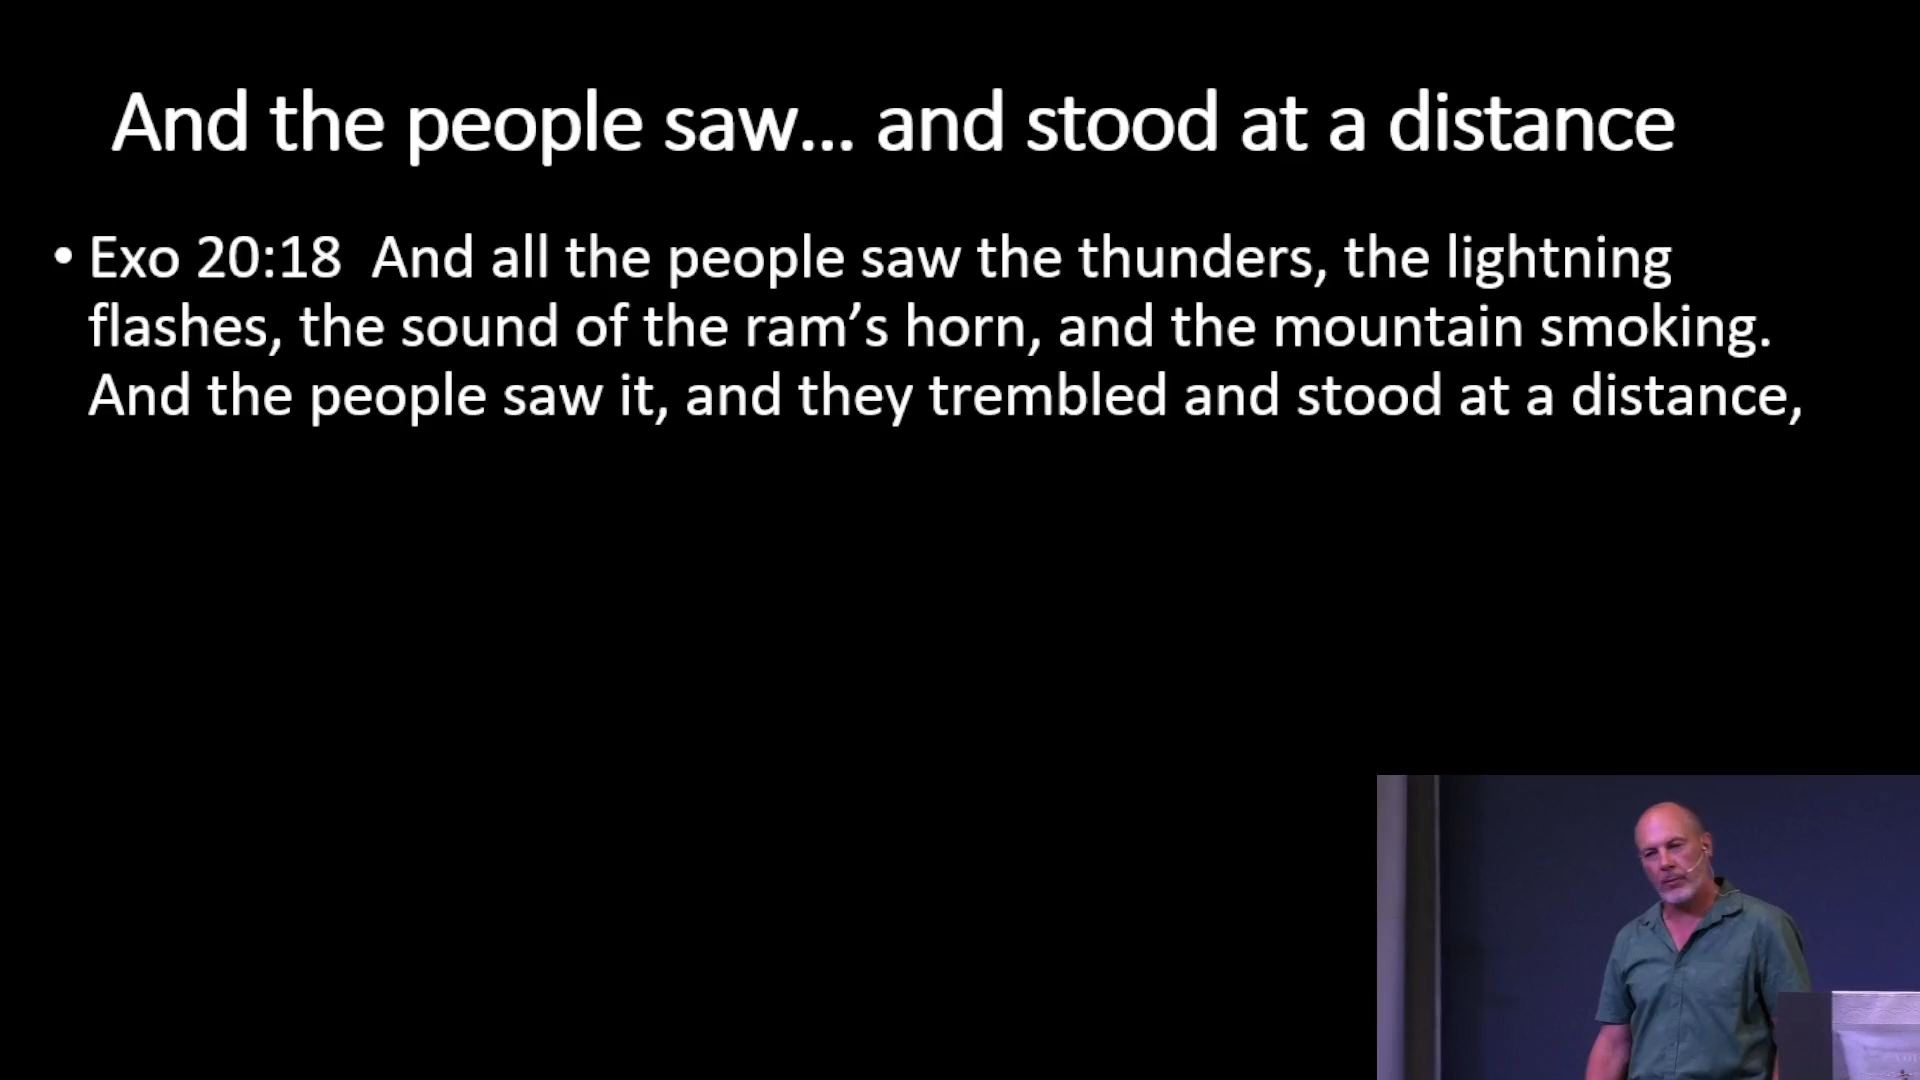 And the people saw... and stood at a distance
• Exo 20:18  And all the people saw the thunders, the lightning
flashes, the sound of the ram’s horn, and the mountain smoking.
And the people saw it, and they trembled and stood at a distance,